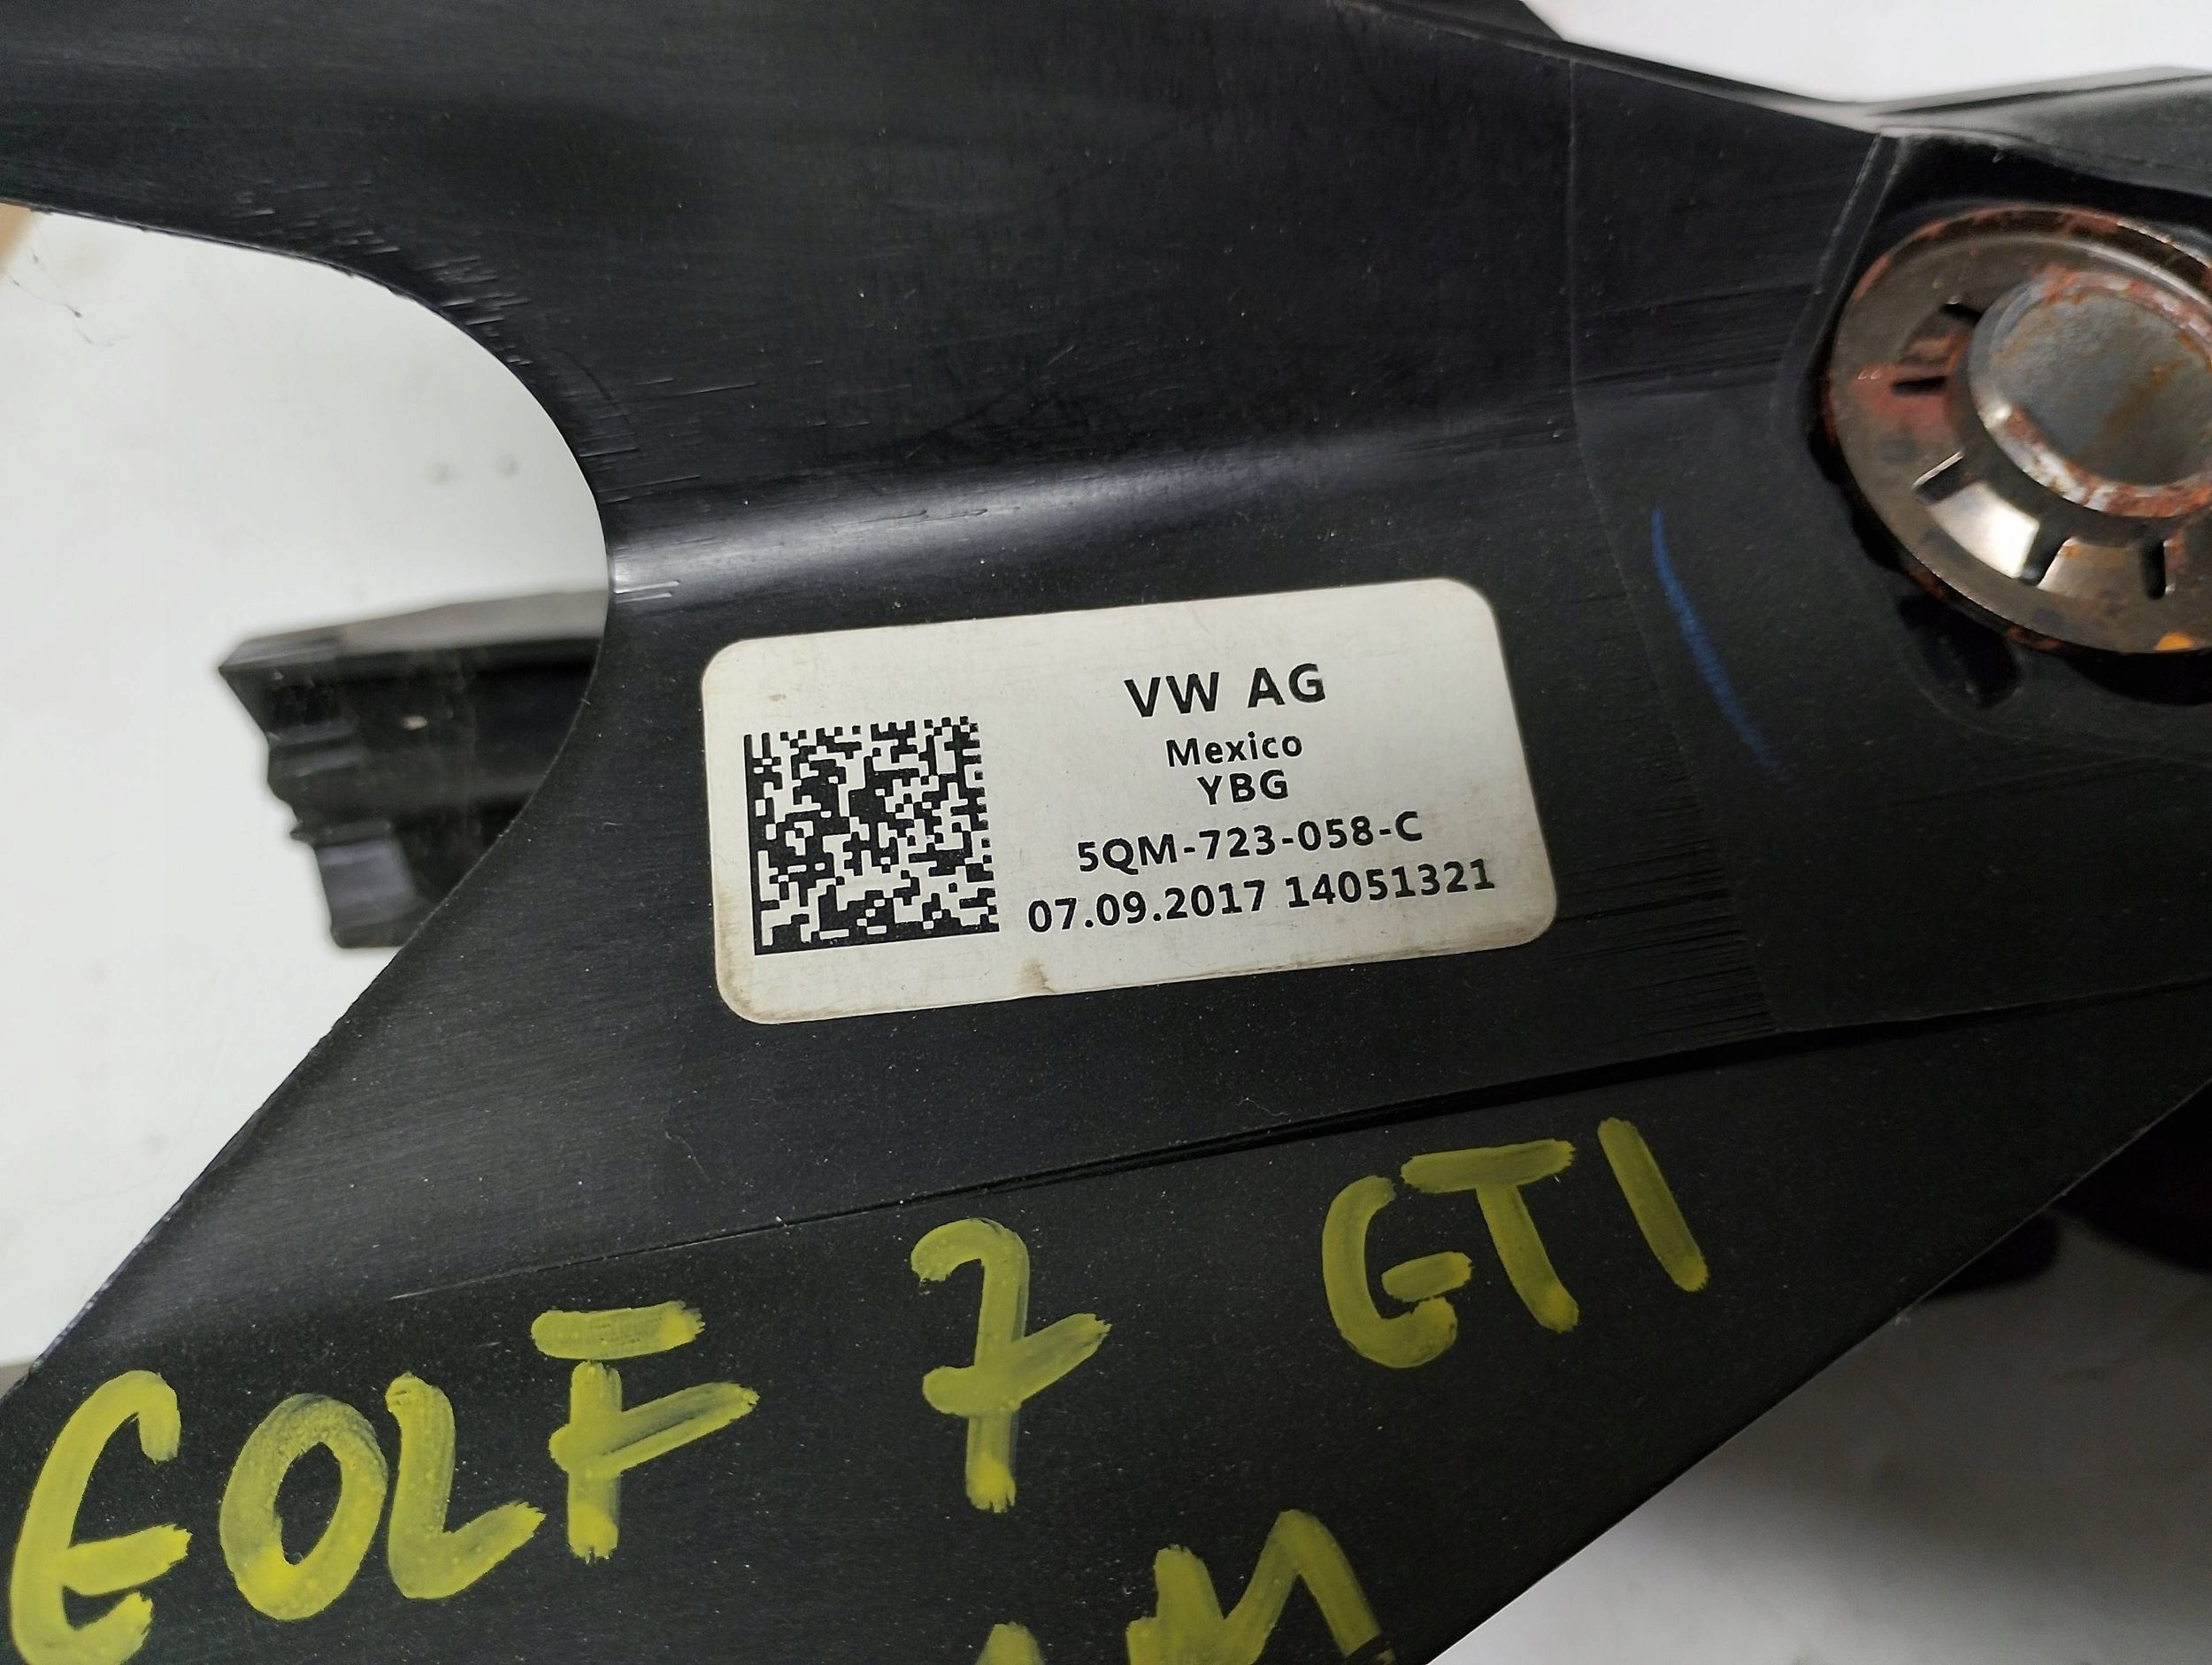 VW AG
Mexico
YBG
5QM-723-058-C
07.09.2017 14051321
GOLF 7 GTI